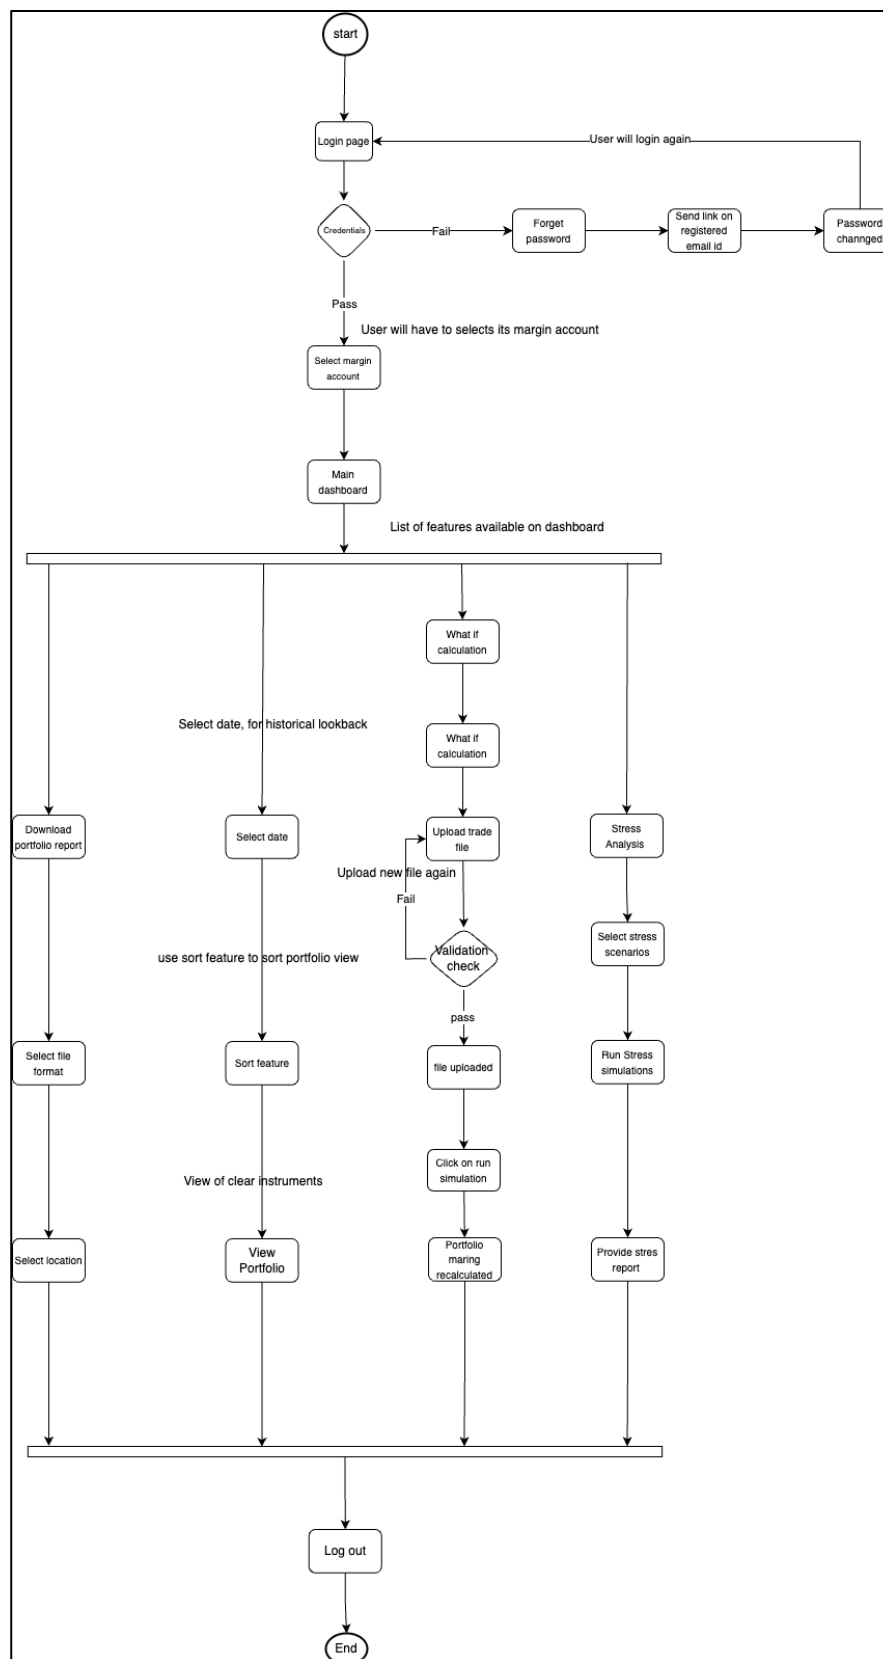 start
Login page
User will login again
Credentials
Fail
Forget
password
Send link on
registered
email id
Password
channged
Pass
User will have to selects its margin account
Select margin
account
Main
dashboard
List of features available on dashboard
What if
calculation
Select date, for historical lookback
What if
calculation
Download
portfolio report
Select date
Upload trade
file
Stress
Analysis
Upload new file again
Fail
use sort feature to sort portfolio view
Validation
check
Select stress
scenarios
pass
Select file
format
Sort feature
file uploaded
Run Stress
simulations
View of clear instruments
Click on run
simulation
Select location
View
Portfolio
Portfolio
maring
recalculated
Provide stres
report
Log out
End